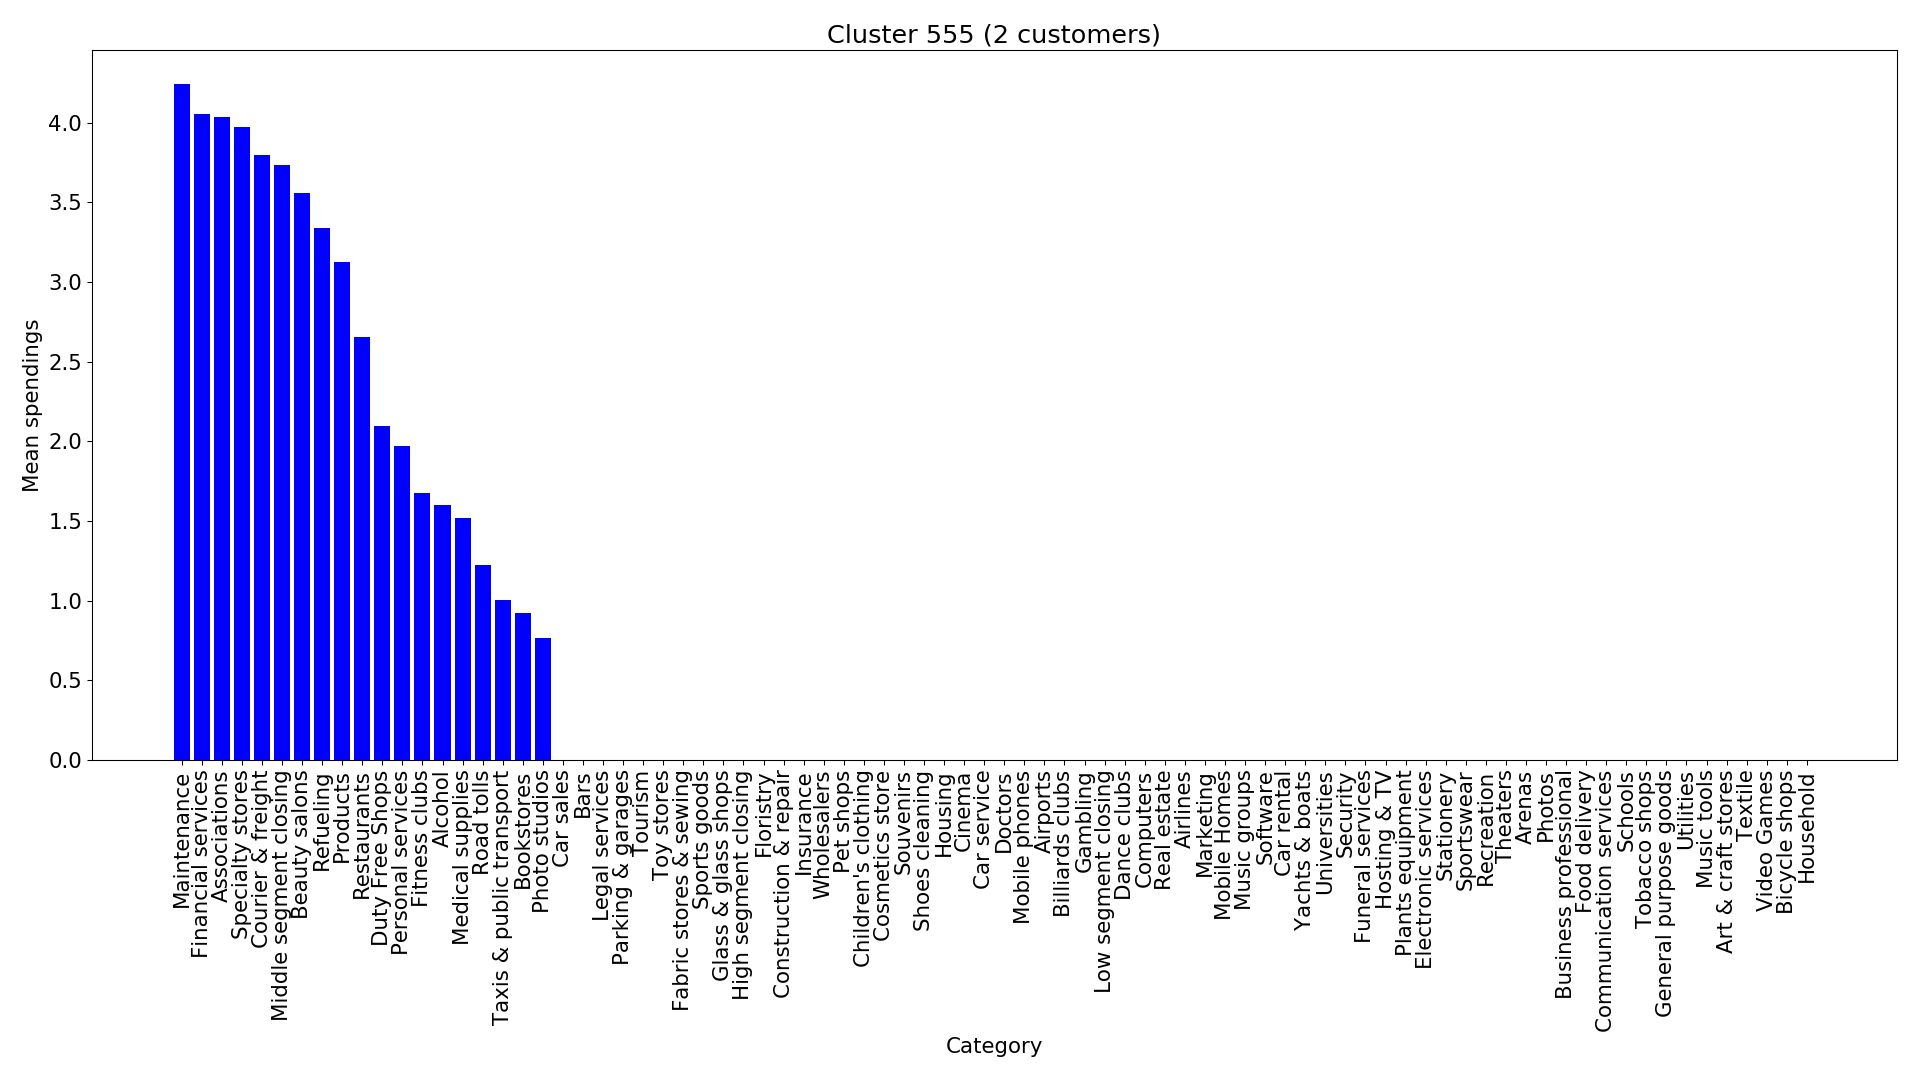 Cluster 555 (2 customers)
Mean spendings
4.0
3.5
3.0
2.5
2.0
1.5
1.0
0.5
0.0
Maintenance
Financial services
Associations
Specialty stores
Courier & freight
Middle segment closing
Beauty salons
Refueling
Products
Restaurants
Duty Free Shops
Personal services
Fitness clubs
Alcohol
Medical supplies
Road tolls
Taxis & public transport
Bookstores
Photo studios
Car sales
Bars
Legal services
Parking & garages
Tourism
Toy stores
Fabric stores & sewing
Sports goods
Glass & glass shops
High segment closing
Floristry
Construction & repair
Insurance
Wholesalers
Pet shops
Children's clothing
Cosmetics store
Souvenirs
Shoes cleaning
Housing
Cinema
Car service
Doctors
Mobile phones
Airports
Billiards clubs
Gambling
Low segment closing
Dance clubs
Computers
Real estate
Airlines
Marketing
Mobile Homes
Music groups
Software
Car rental
Yachts & boats
Universities
Security
Funeral services
Hosting & TV
Plants equipment
Electronic services
Stationery
Sportswear
Recreation
Theaters
Arenas
Photos
Business professional
Food delivery
Communication services
Schools
Tobacco shops
General purpose goods
Utilities
Music tools
Art & craft stores
Textile
Video Games
Bicycle shops
Household
Category